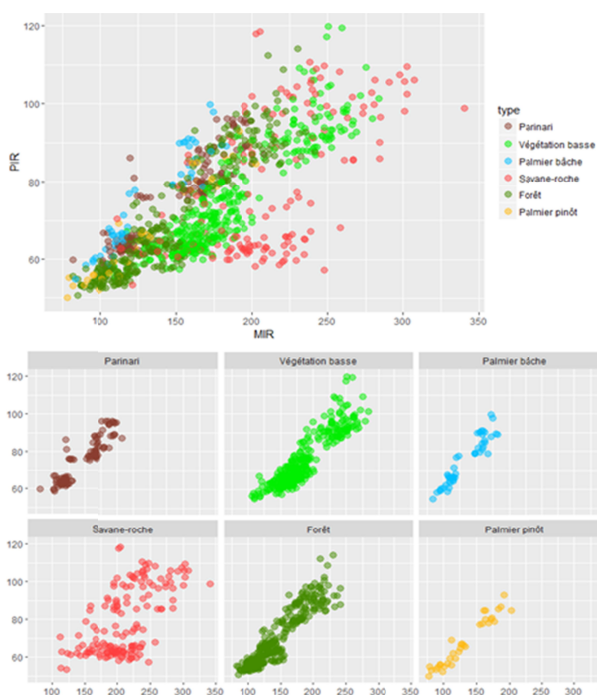 120
100
80
60
PIR
100
150
200
250
300
350
MIR
type
Parinari
Végétation basse
Palmier bâche
Savane-roche
Forêt
Palmier pinôt
Parinari
Végétation basse
Palmier bâche
120
100
80
60
Savane-roche
Forêt
Palmier pinôt
120
100
80
60
100 150 200 250 300 350 100 150 200 250 300 350 100 150 200 250 300 350